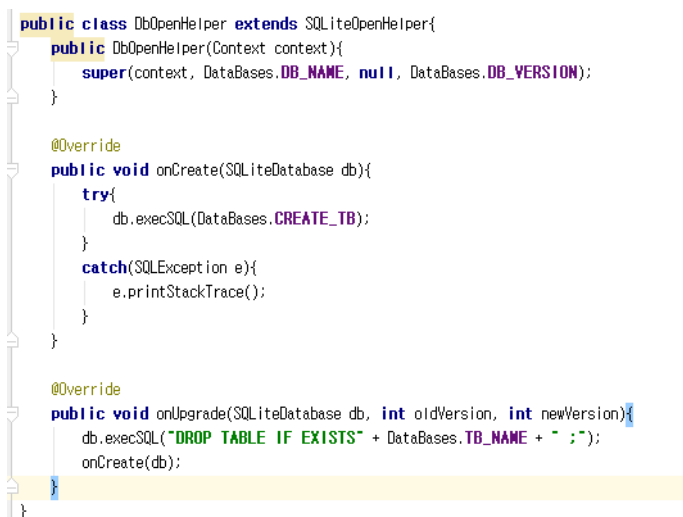 public class DbOpenHelper extends SQLiteOpenHelper{
    public DbOpenHelper(Context context){
        super(context, DataBases.DB_NAME, null, DataBases.DB_VERSION);
    }

    @Override
    public void onCreate(SQLiteDatabase db){
        try{
            db.execSQL(DataBases.CREATE_TB);
        }
        catch(SQLException e){
            e.printStackTrace();
        }
    }

    @Override
    public void onUpgrade(SQLiteDatabase db, int oldVersion, int newVersion){
        db.execSQL("DROP TABLE IF EXISTS" + DataBases.TB_NAME + " ;");
        onCreate(db);
    }
}